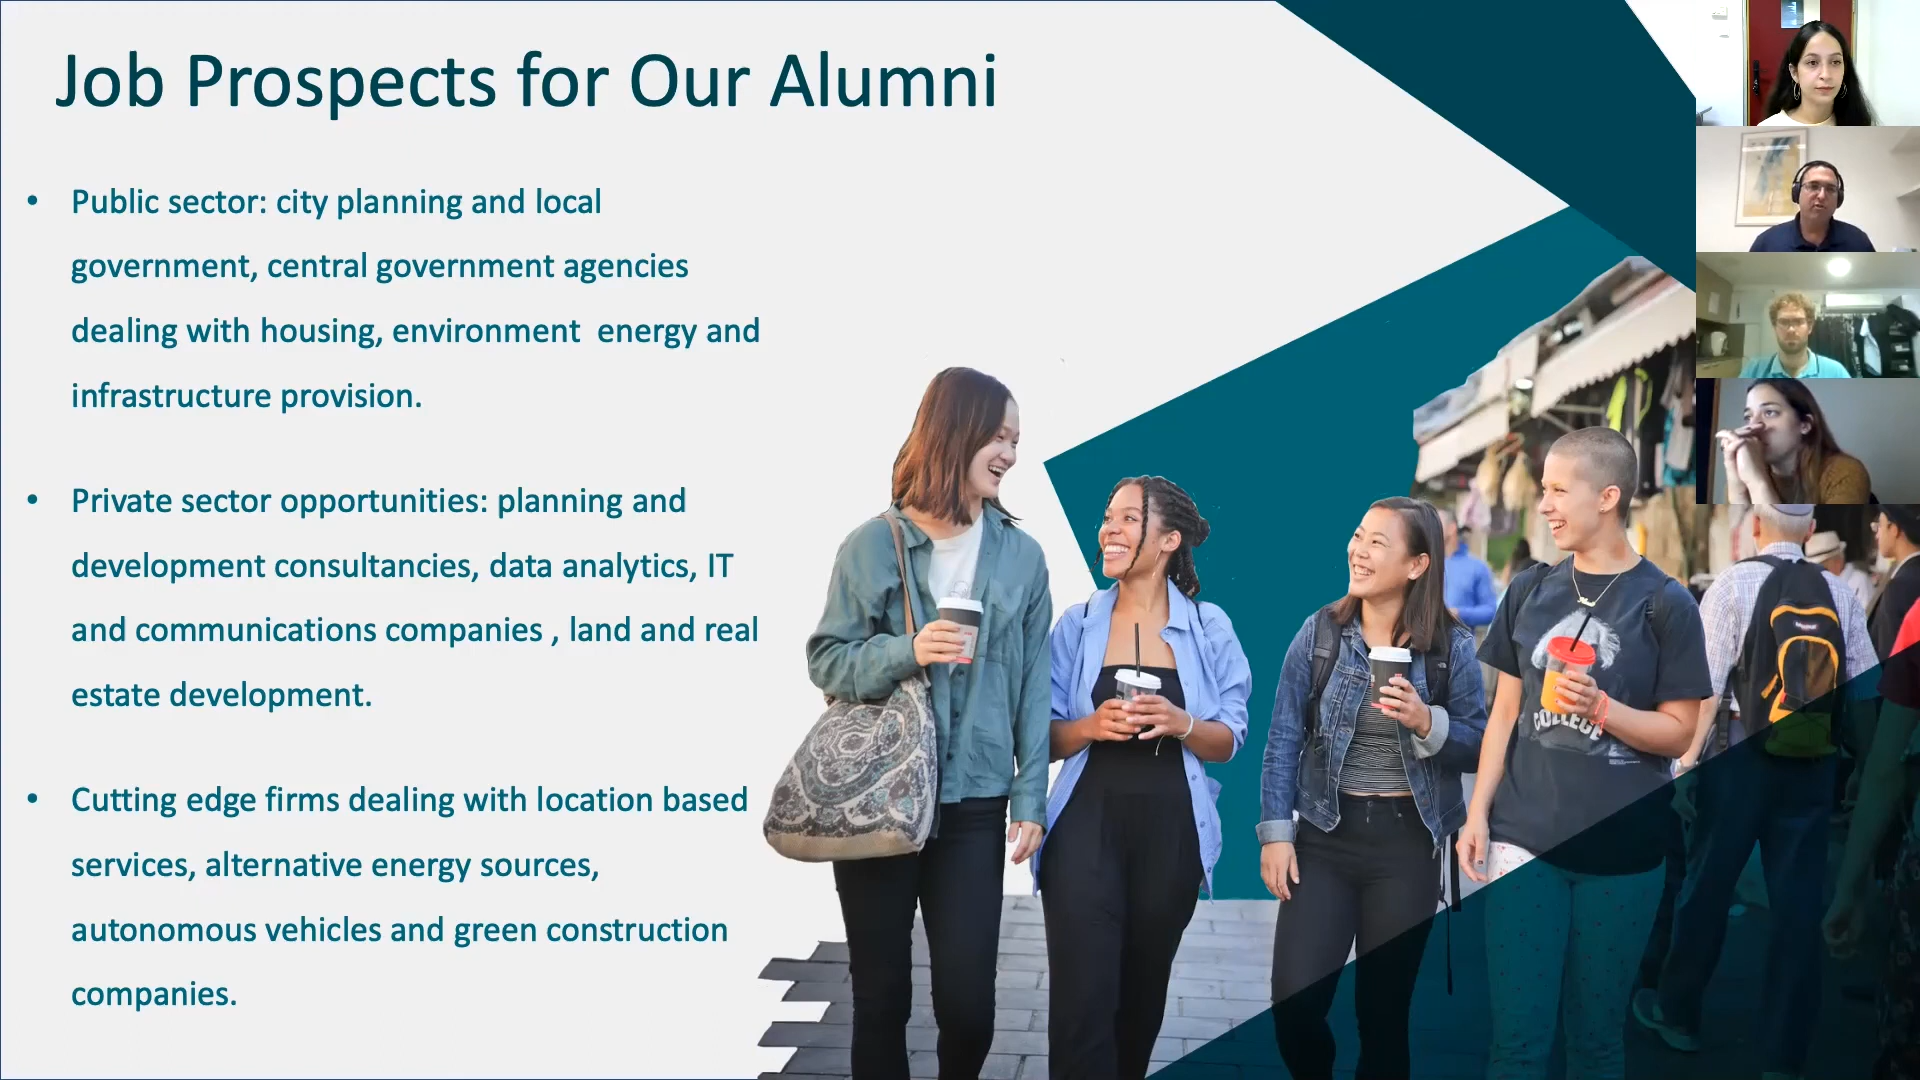 Job Prospects for Our Alumni
• Public sector: city planning and local
government, central government agencies
dealing with housing, environment  energy and
infrastructure provision.
• Private sector opportunities: planning and
development consultancies, data analytics, IT
and communications companies , land and real
estate development.
• Cutting edge firms dealing with location based
services, alternative energy sources,
autonomous vehicles and green construction
companies.
COLLEGE